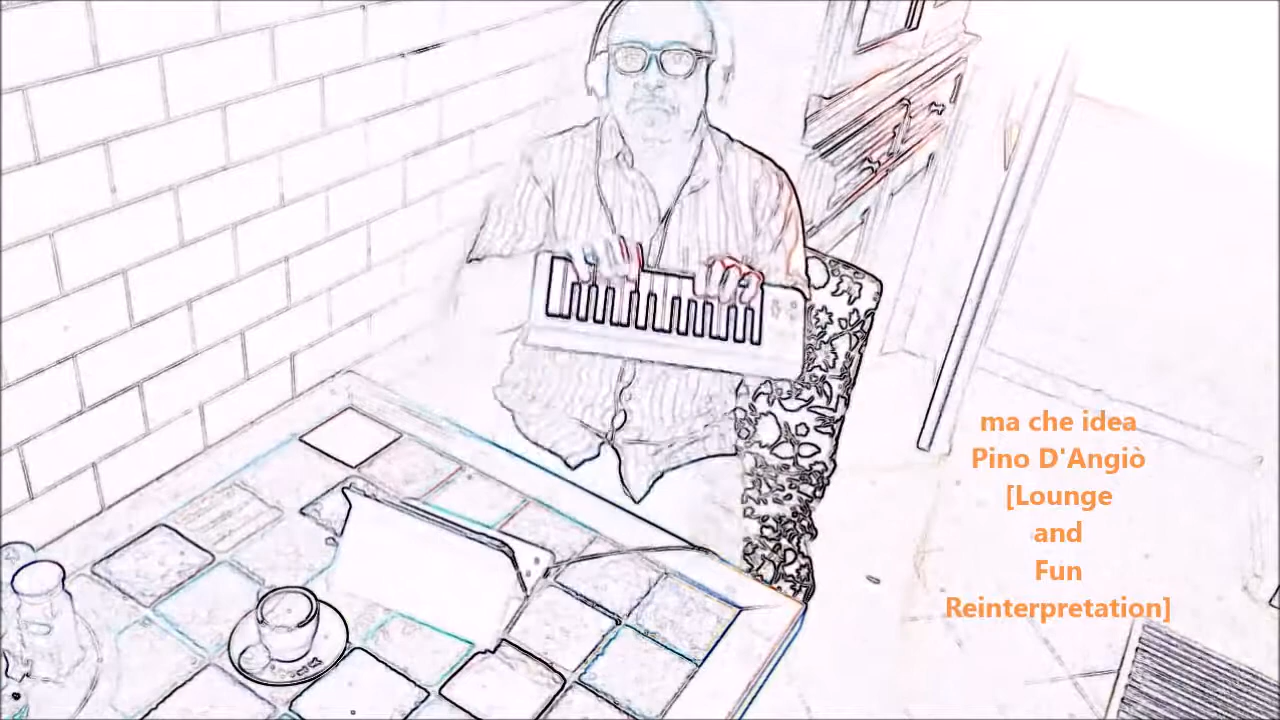 ma che idea
Pino D'Angiò
[Lounge
and
Fun
Reinterpretation]